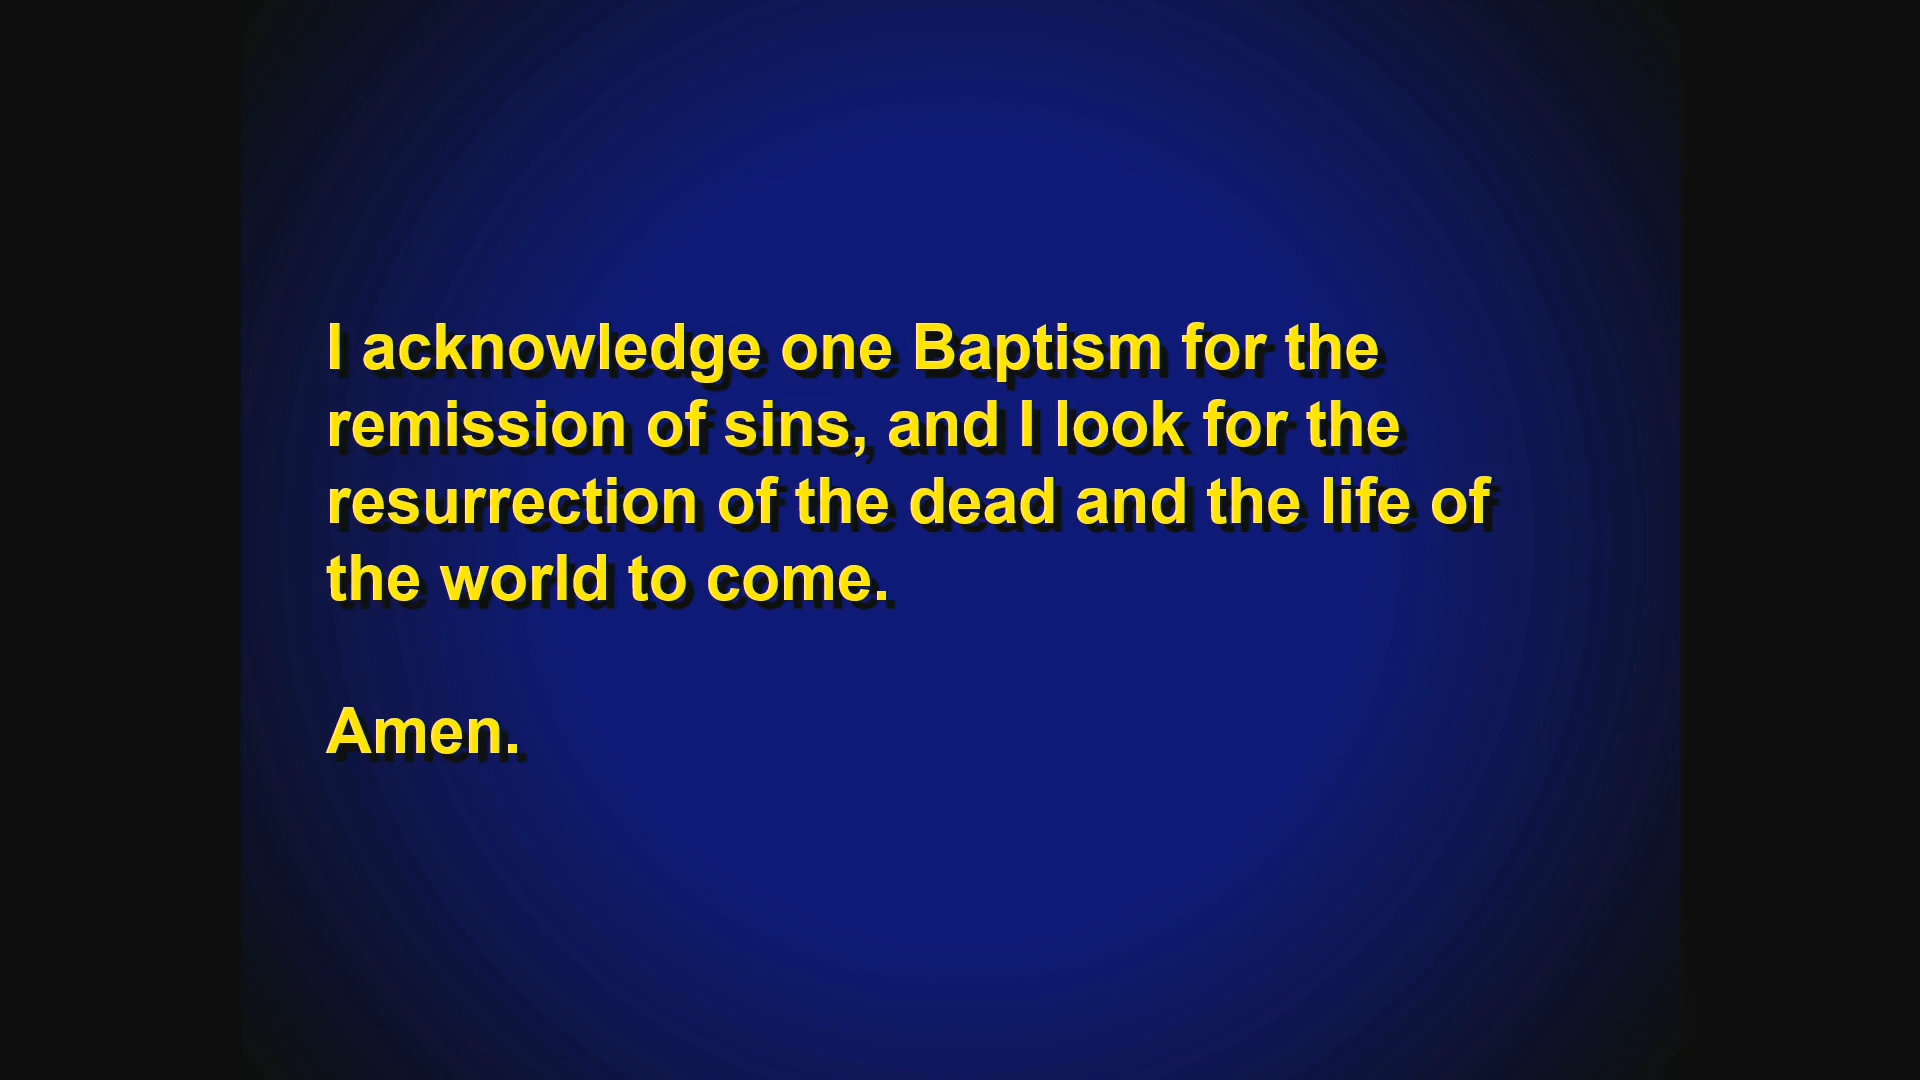 I acknowledge one Baptism for the
remission of sins, and I look for the
resurrection of the dead and the life of
the world to come.
Amen.